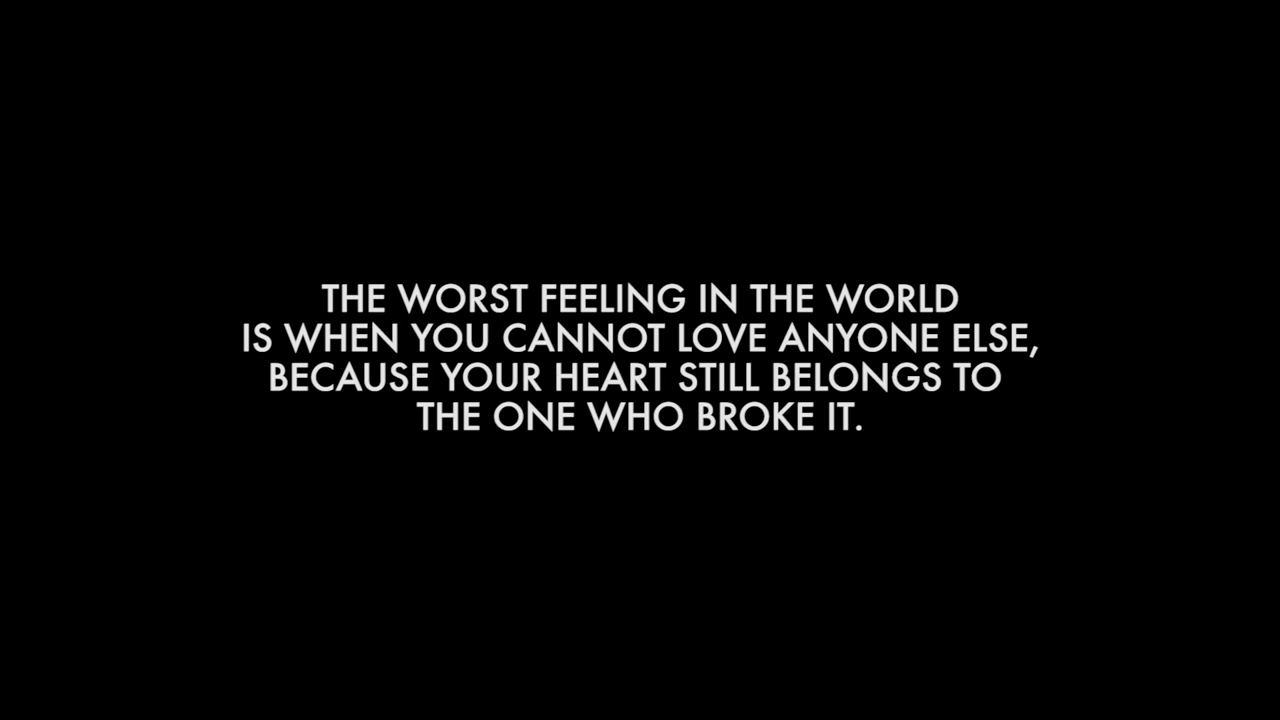 THE WORST FEELING IN THE WORLD
IS WHEN YOU CANNOT LOVE ANYONE ELSE,
BECAUSE YOUR HEART STILL BELONGS TO
THE ONE WHO BROKE IT.